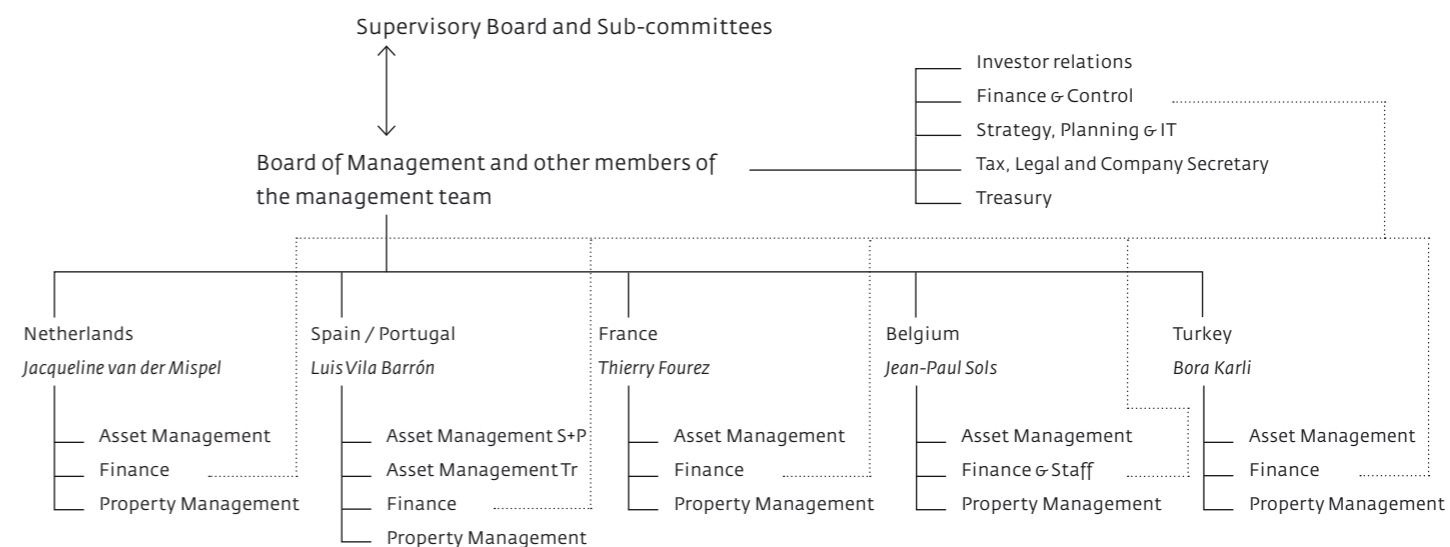 Supervisory Board and Sub-committees
Investor relations
Finance & Control
Strategy, Planning & IT
Board of Management and other members of
the management team
Tax, Legal and Company Secretary
Treasury
Netherlands
Jacqueline van der Mispel
Asset Management
Finance
Property Management
Spain / Portugal
Luis Vila Barrón
Asset Management S+P
Asset Management Tr
Finance
Property Management
France
Thierry Fourez
Asset Management
Finance
Property Management
Belgium
Jean-Paul Sols
Asset Management
Finance & Staff
Property Management
Turkey
Bora Karli
Asset Management
Finance
Property Management